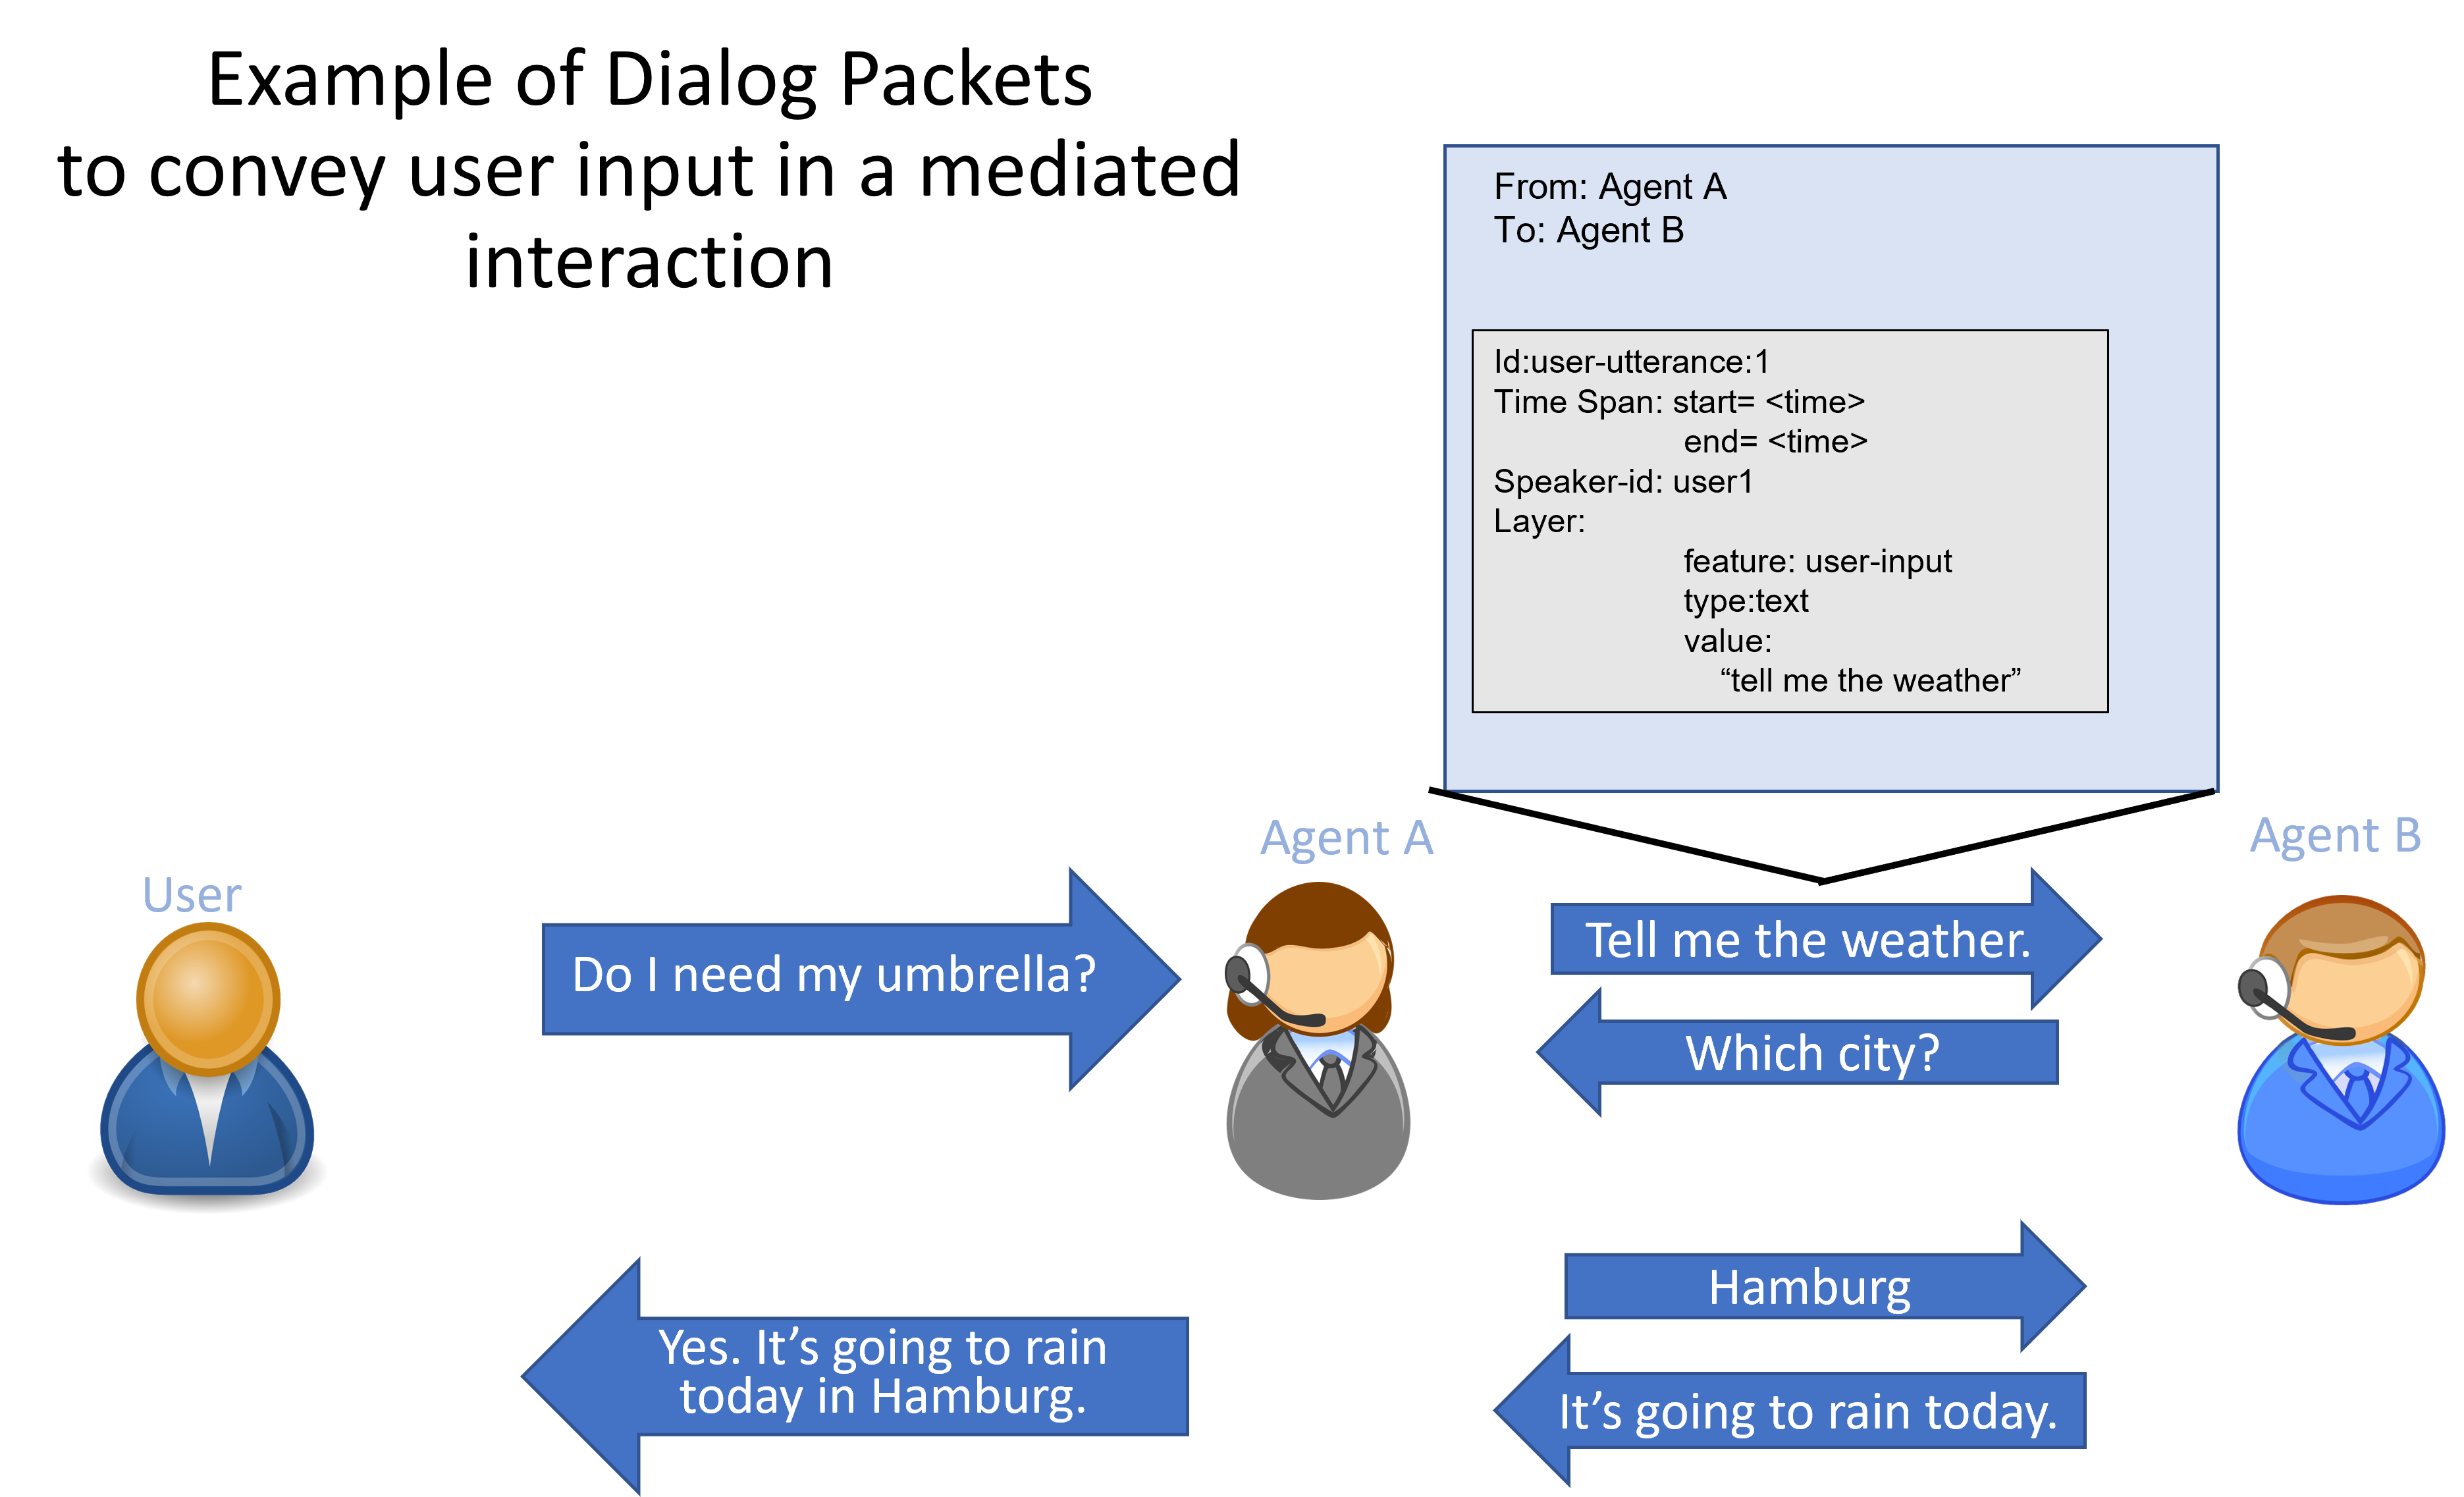 Example of Dialog Packets
to convey user input in a mediated
interaction
From: Agent A
To: Agent B
Id:user-utterance:1
Time Span: start= <time>
end= <time>
Speaker-id: user1
Layer:
feature: user-input
type:text
value:
“tell me the weather”
User
Agent A
Agent B
Do I need my umbrella?
Tell me the weather.
Which city?
Hamburg
It’s going to rain today.
Yes. It’s going to rain
today in Hamburg.